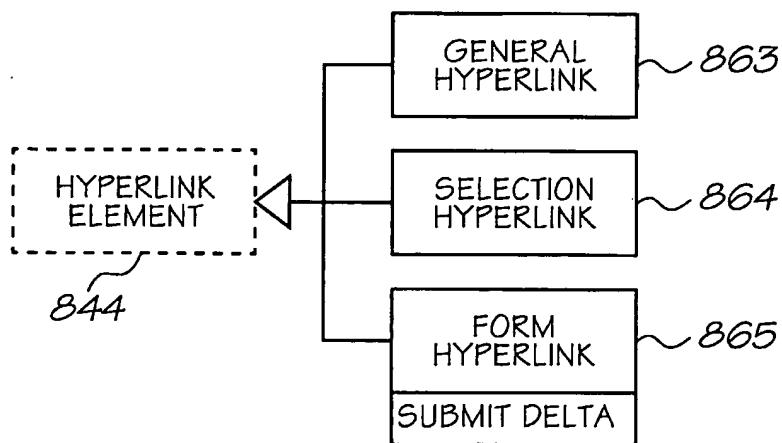 GENERAL
HYPERLINK
863
HYPERLINK
ELEMENT
844
SELECTION
HYPERLINK
864
FORM
HYPERLINK
865
SUBMIT DELTA